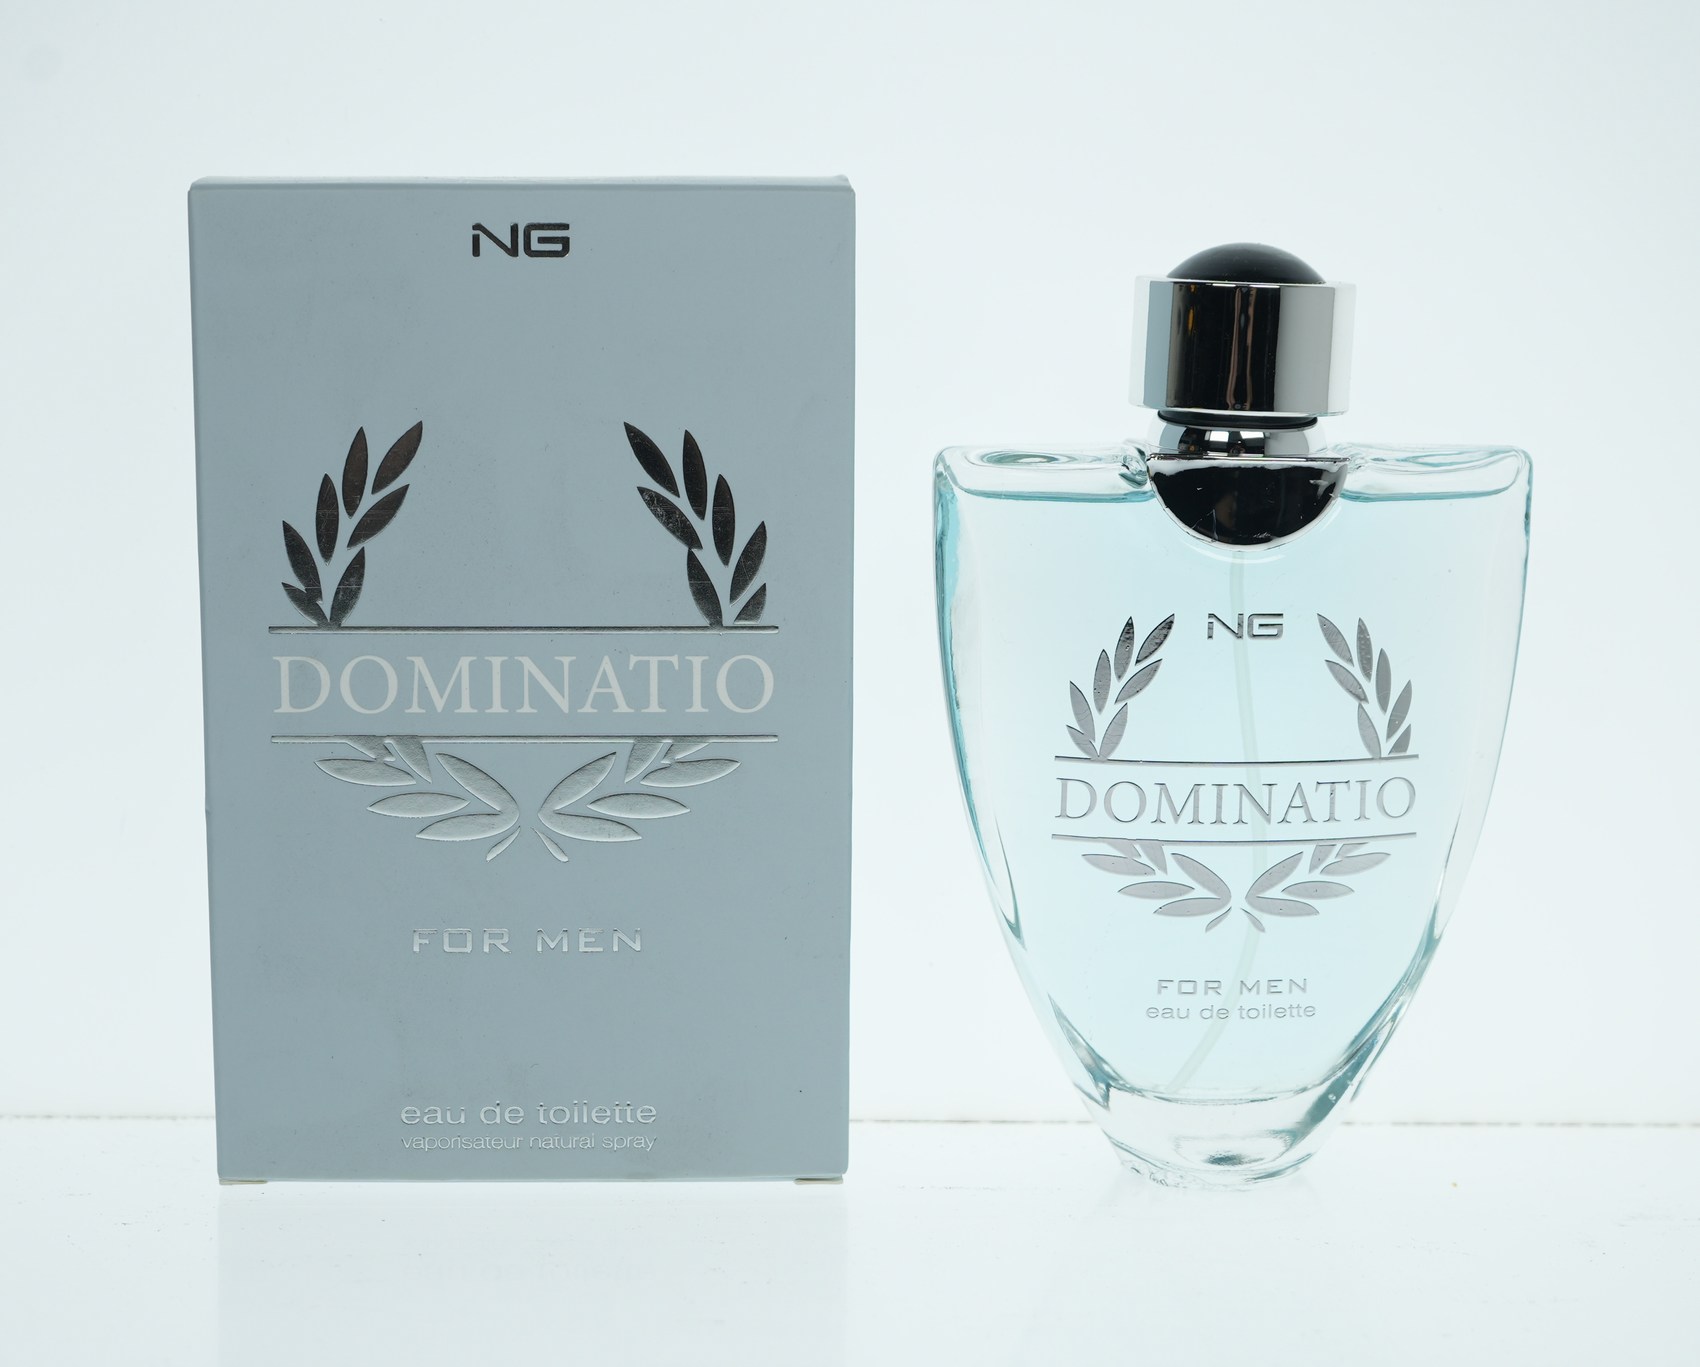 NG
DOMINATIO
FOR MEN
eau de toilette
vaporisateur natural spray
NG
DOMINATIO
FOR MEN
eau de toilette